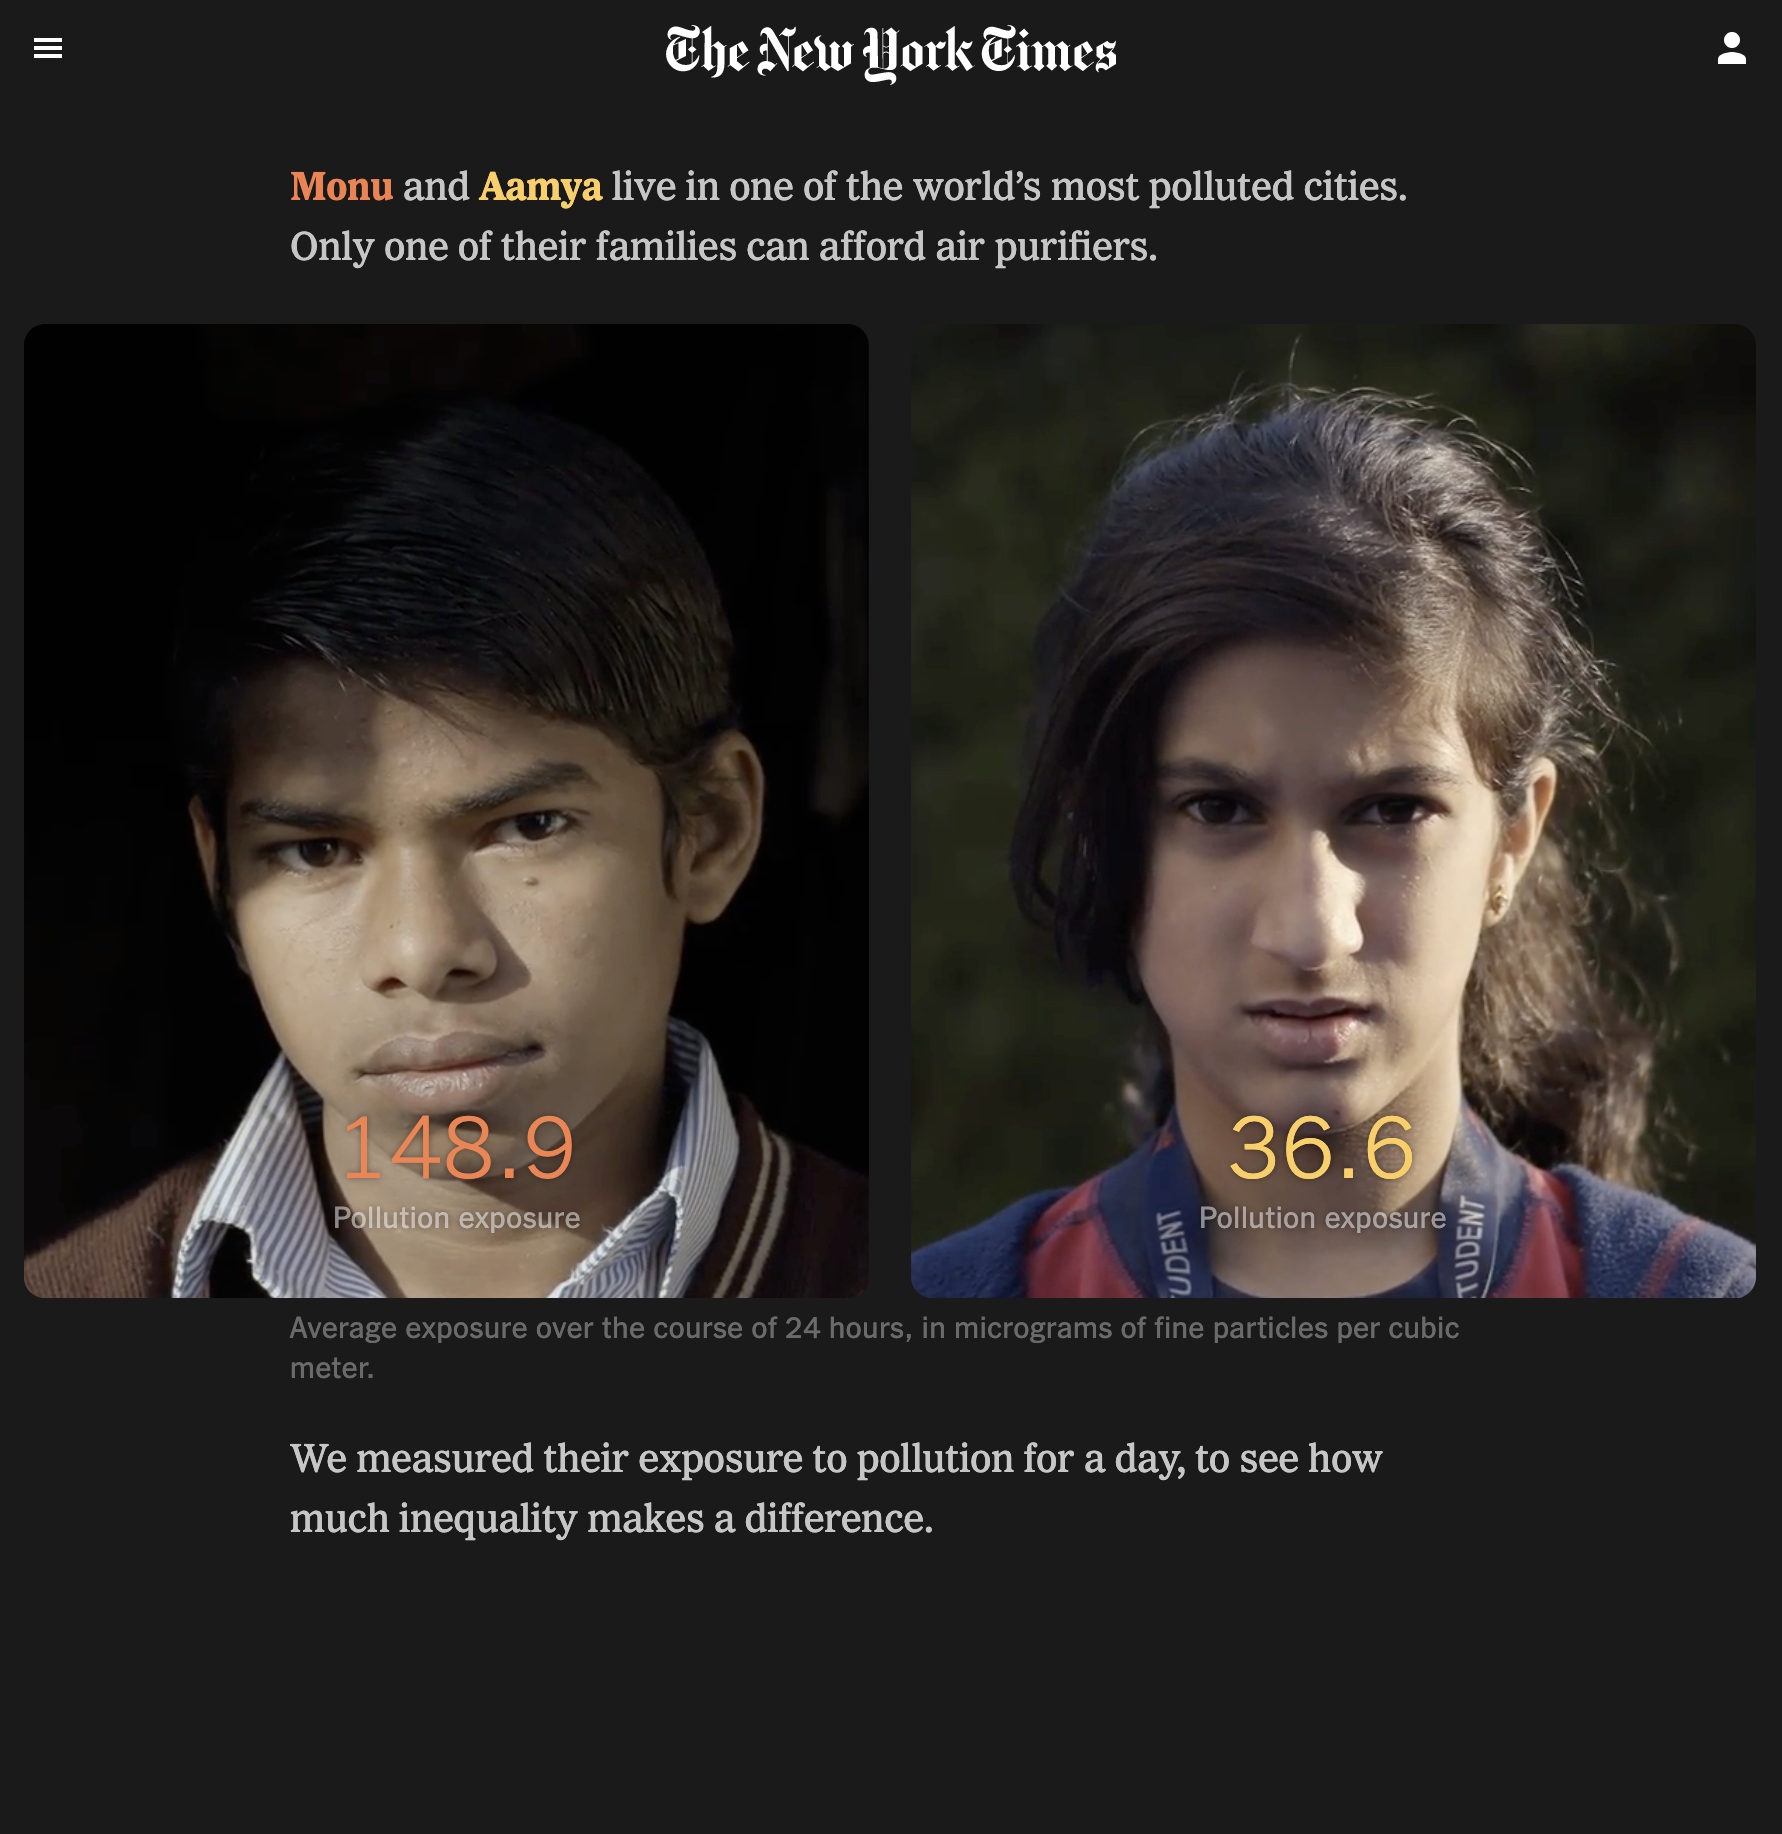 The New York Times
Monu and Aamya live in one of the world’s most polluted cities.
Only one of their families can afford air purifiers.
148.9
Pollution exposure
36.6
Pollution exposure
UDENT
TUDENT
Average exposure over the course of 24 hours, in micrograms of fine particles per cubic
meter.
We measured their exposure to pollution for a day, to see how
much inequality makes a difference.